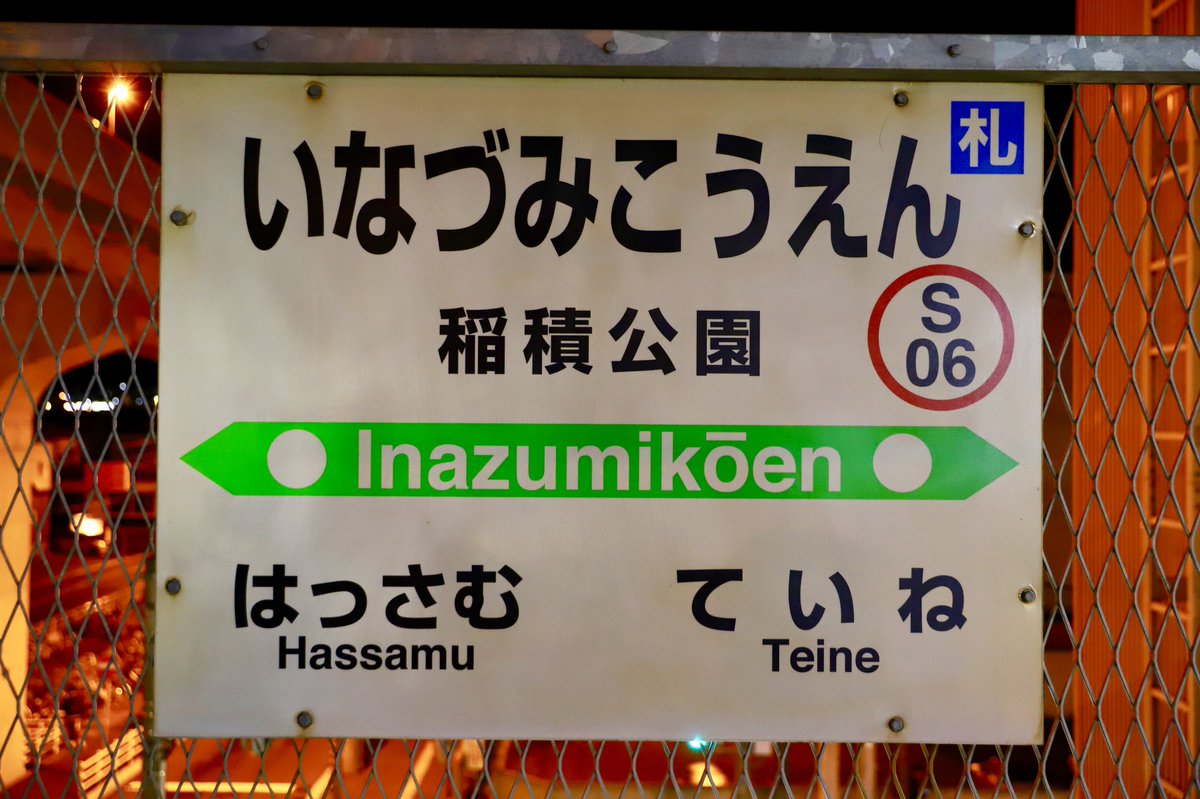 いなづみこうえん
札
稲積公園
S
06
Inazumikōen
はっさむ
Hassamu
ていね
Teine